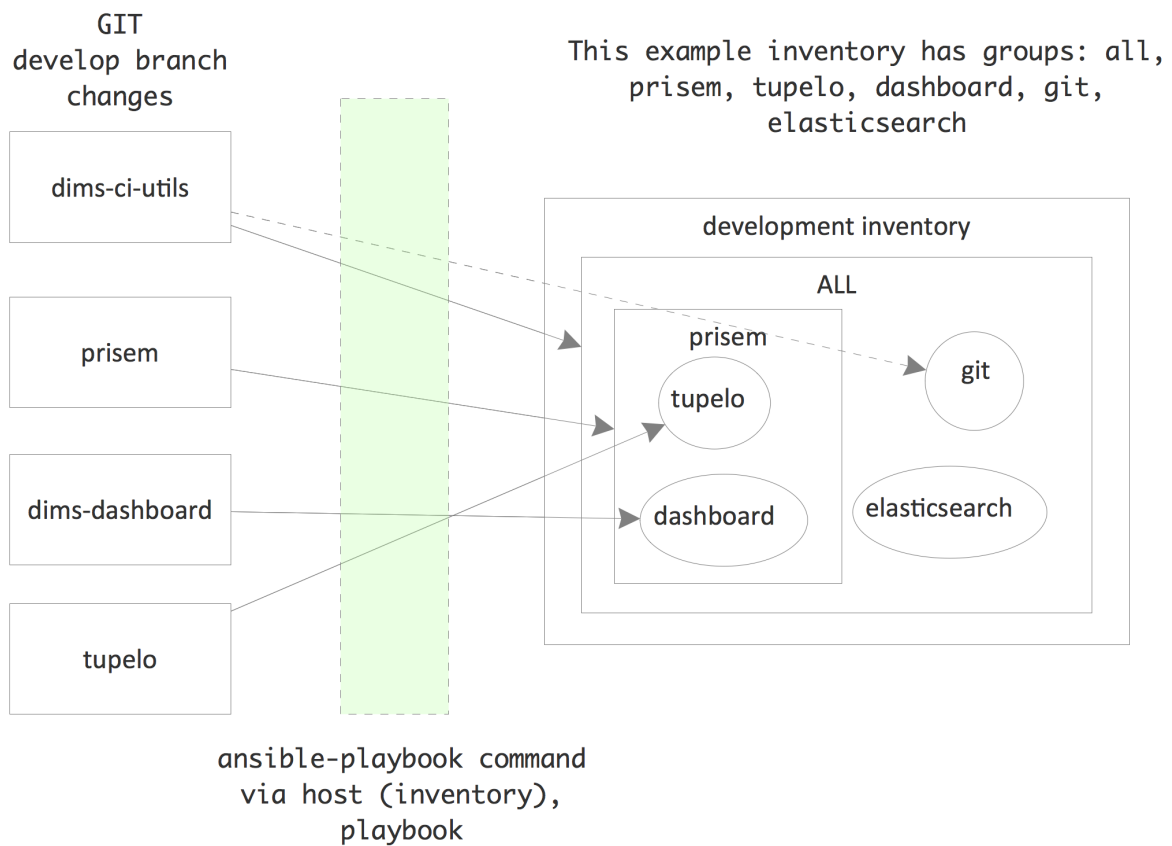 GIT
develop branch
changes
This example inventory has groups: all,
prisem, tupelo, dashboard, git,
elasticsearch
dims-ci-utils
prisem
dims-dashboard
tupelo
development inventory
ALL
prisem
tupelo
git
dashboard
elasticsearch
ansible-playbook command
via host (inventory),
playbook